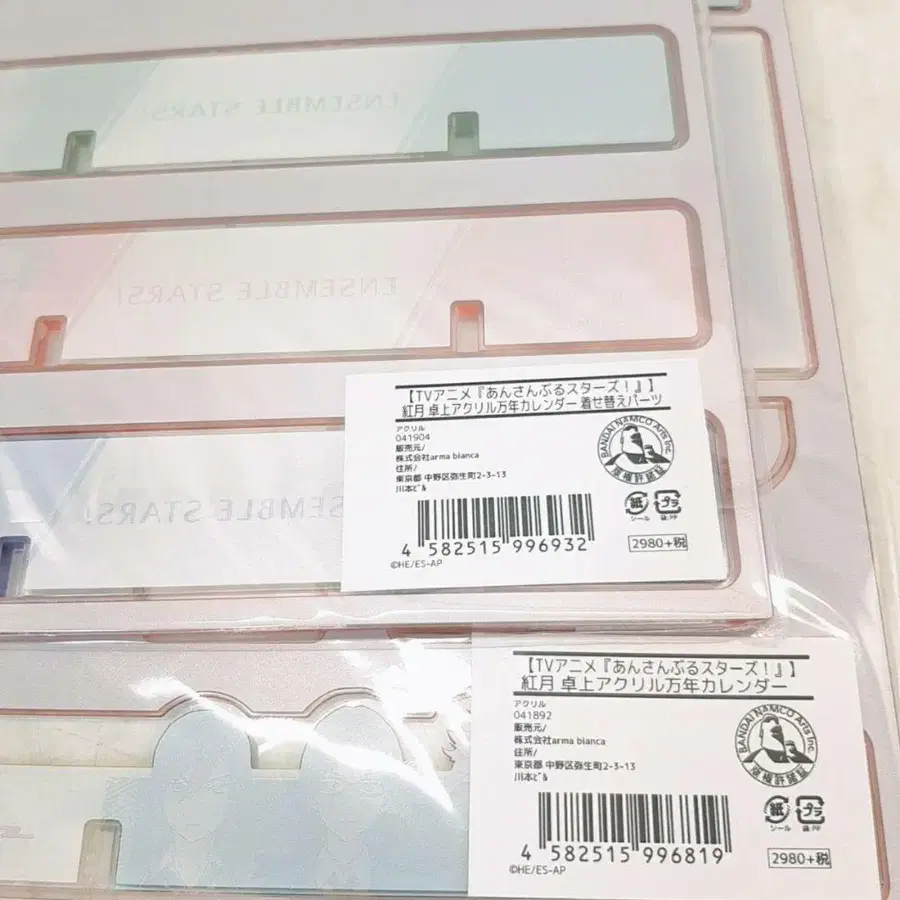 ENSEMBLE STARS!
ENSEMBLE STARS!
SEMBLE STARS!
【TVアニメ『あんさんぶるスターズ！』】
紅月 卓上アクリル万年カレンダー 着せ替えパーツ
アクリル
041904
販売元/
株式会社arma bianca
住所/
東京都 中野区弥生町2-3-13
川本ビル
BANDAI NAMCO Arts Inc.
正規許諾証
紙
シール
プラ
袋:PP
4 582515 996932
2980+税
©HE/ES-AP
【TVアニメ『あんさんぶるスターズ！』】
紅月 卓上アクリル万年カレンダー
アクリル
041892
販売元/
株式会社arma bianca
住所/
東京都 中野区弥生町2-3-13
川本ビル
BANDAI NAMCO Arts Inc.
正規許諾証
紙
シール
プラ
袋:PP
4 582515 996819
2980+税
©HE/ES-AP